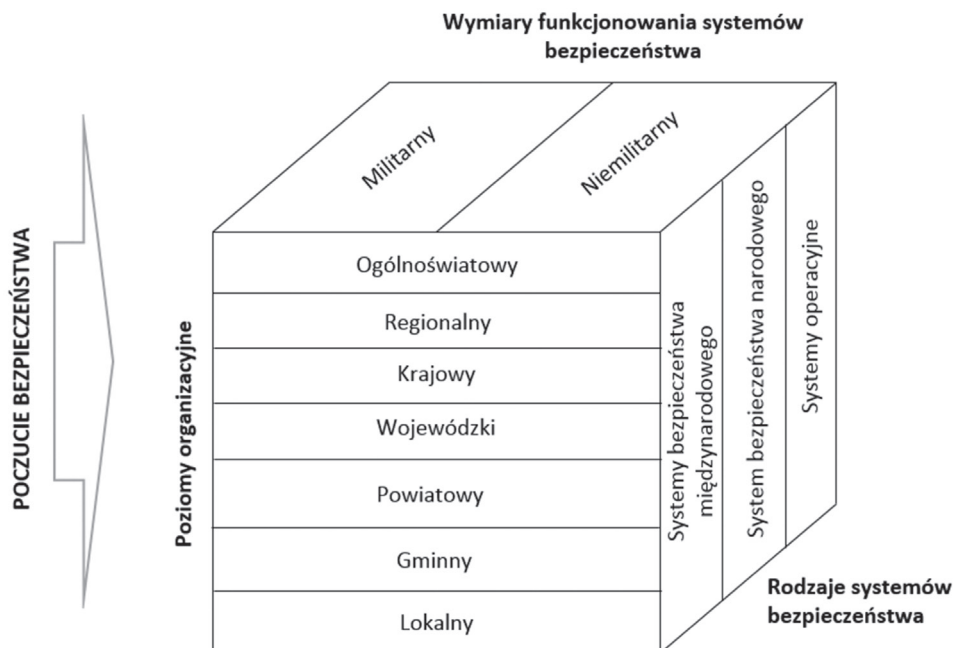 Wymiary funkcjonowania systemów
bezpieczeństwa
Militarny
Niemilitarny
POCZUCIE BEZPIECZEŃSTWA
Poziomy organizacyjne
Ogólnoświatowy
Regionalny
Krajowy
Wojewódzki
Powiatowy
Gminny
Lokalny
Systemy bezpieczeństwa
międzynarodowego
System bezpieczeństwa narodowego
Systemy operacyjne
Rodzaje systemów
bezpieczeństwa